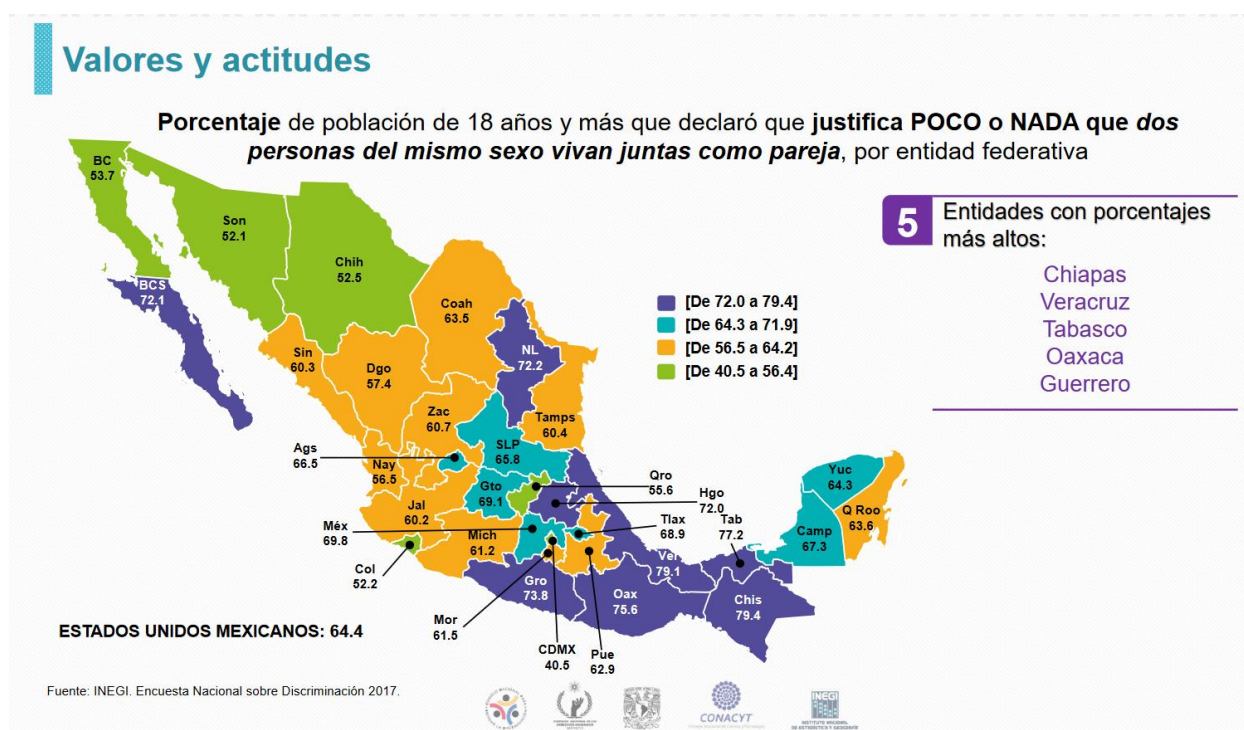 Valores y actitudes
Porcentaje de población de 18 años y más que declaró que justifica POCO o NADA que dos
personas del mismo sexo vivan juntas como pareja, por entidad federativa
BC
53.7
Son
52.1
Chih
52.5
BCS
72.1
Coah
63.5
Sin
60.3
Dgo
57.4
NL
72.2
Zac
60.7
Tamps
60.4
Ags
66.5
SLP
65.8
Nay
56.5
Gto
69.1
Qro
55.6
Hgo
72.0
Jal
60.2
Méx
69.8
Mich
61.2
Tlax
68.9
Tab
77.2
Yuc
64.3
Q Roo
63.6
Camp
67.3
Col
52.2
Ver
79.1
Gro
73.8
Oax
75.6
Chis
79.4
Mor
61.5
CDMX
40.5
Pue
62.9
[De 72.0 a 79.4]
[De 64.3 a 71.9]
[De 56.5 a 64.2]
[De 40.5 a 56.4]
5
Entidades con porcentajes
más altos:
Chiapas
Veracruz
Tabasco
Oaxaca
Guerrero
ESTADOS UNIDOS MEXICANOS: 64.4
Fuente: INEGI. Encuesta Nacional sobre Discriminación 2017.
CONACYT
INEGI
INSTITUTO NACIONAL
DE ESTADÍSTICA Y GEOGRAFÍA